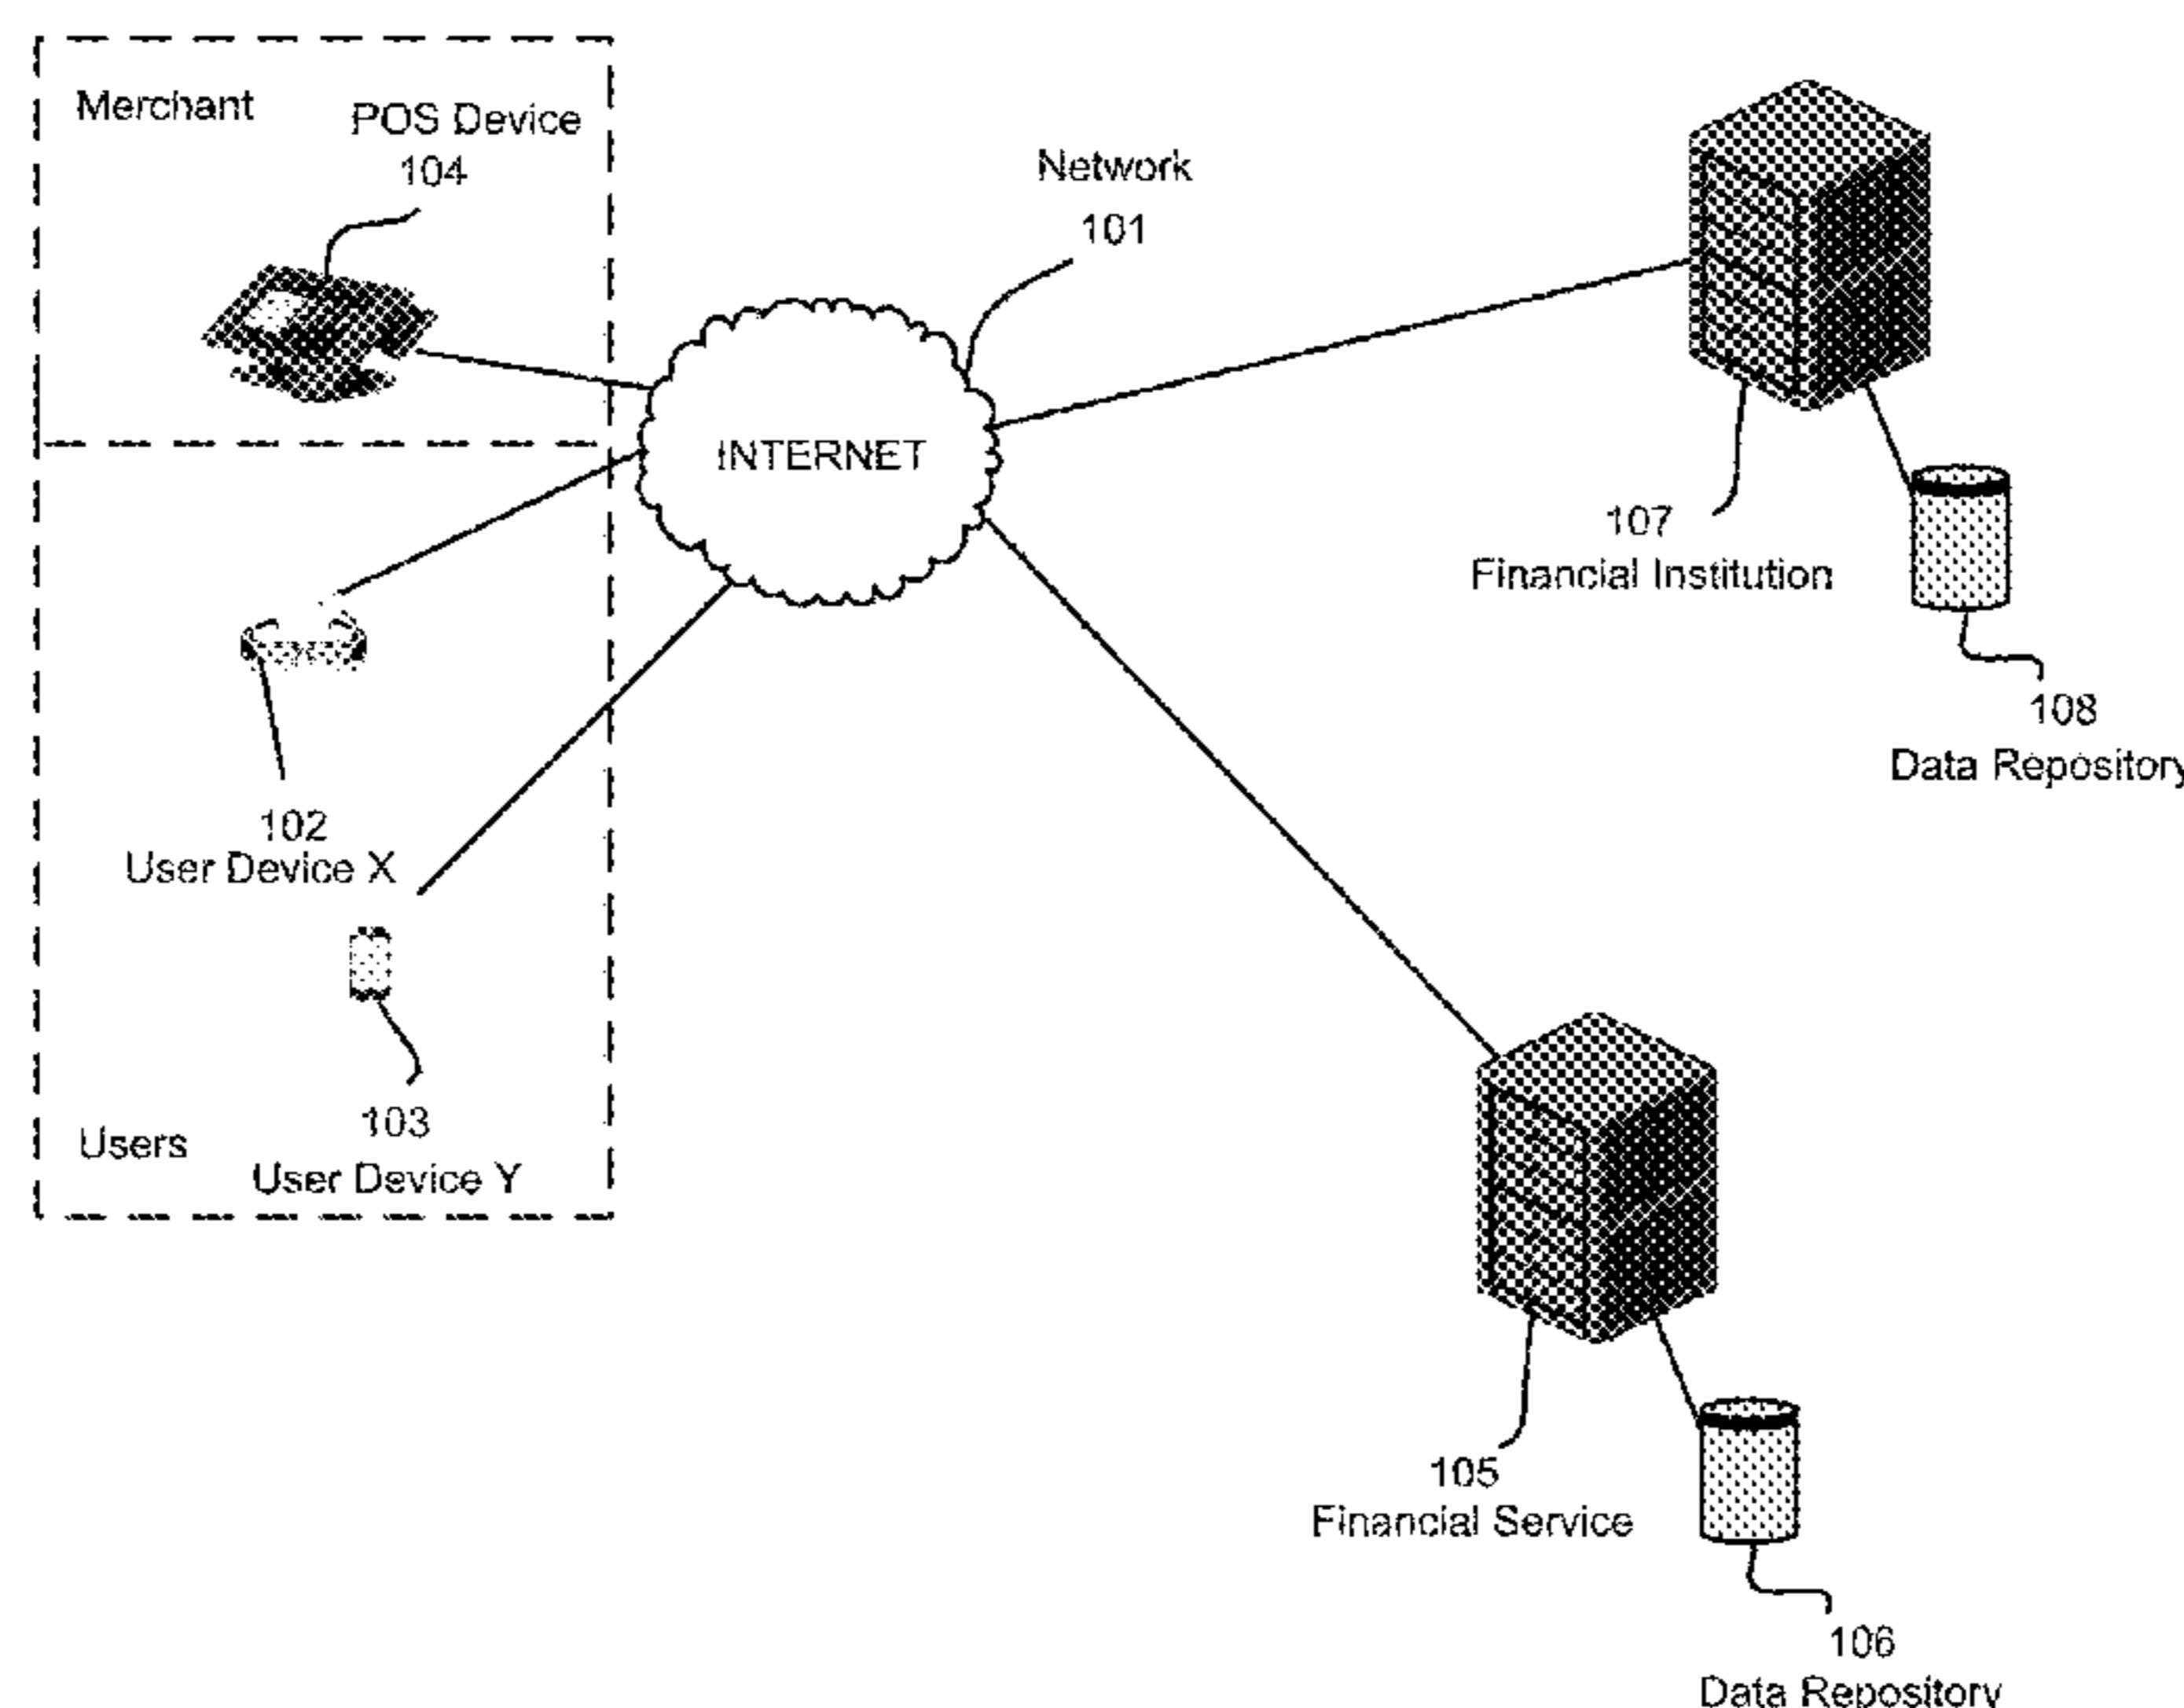 Merchant
POS Device
104
Network
101
INTERNET
107
Financial Institution
108
Data Repository
102
User Device X
103
Users
User Device Y
105
Financial Service
106
Data Repository